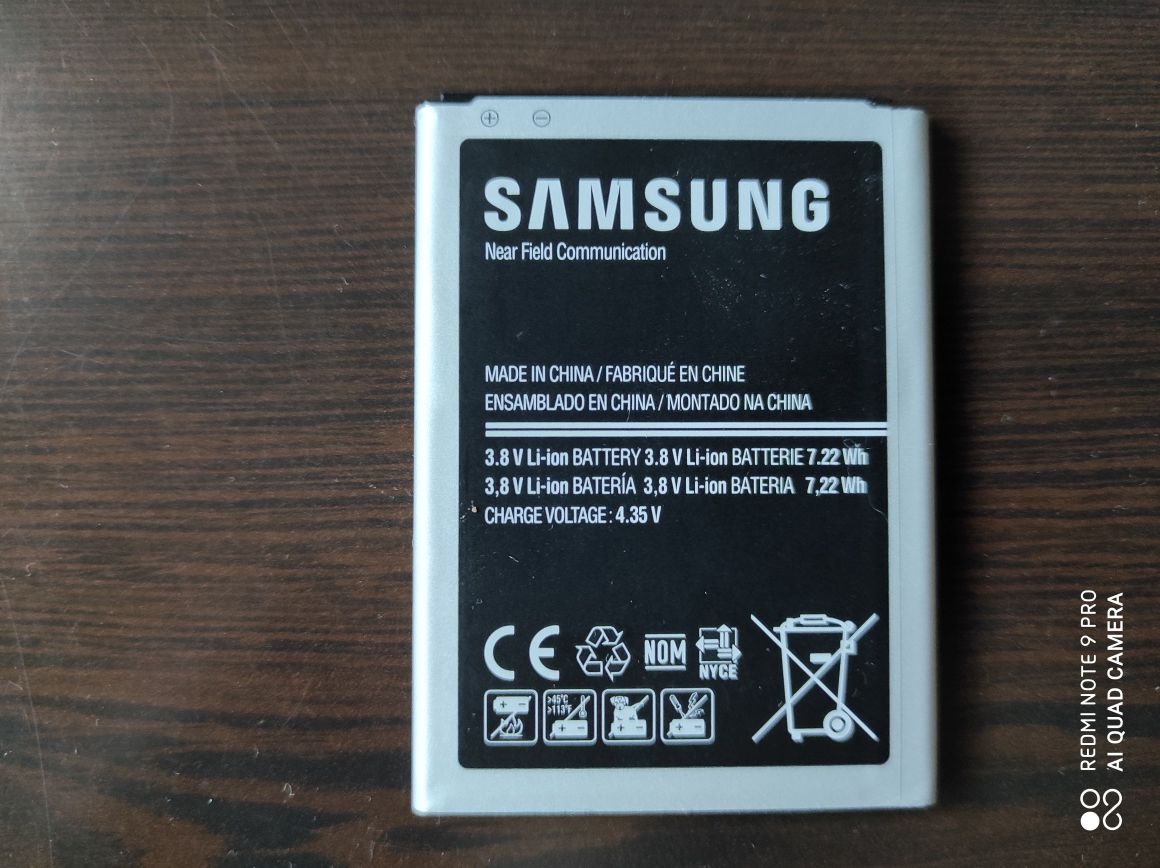 SAMSUNG
Near Field Communication
MADE IN CHINA / FABRIQUÉ EN CHINE
ENSAMBLADO EN CHINA / MONTADO NA CHINA
3.8 V Li-ion BATTERY 3.8 V Li-ion BATTERIE 7.22 Wh
3,8 V Li-ion BATERÍA 3,8 V Li-ion BATERIA 7,22 Wh
CHARGE VOLTAGE : 4.35 V
CE NOM NYCE
>45°C
>113°F
REDMI NOTE 9 PRO
AI QUAD CAMERA